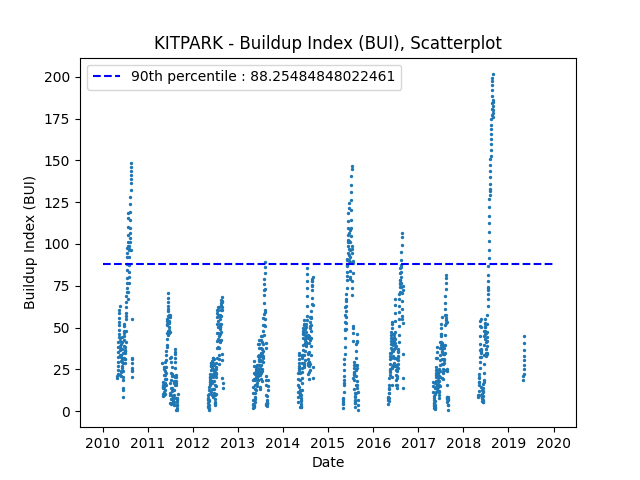 KITPARK - Buildup Index (BUI), Scatterplot
90th percentile : 88.25484848022461
200
175
150
125
100
75
50
25
0
Buildup Index (BUI)
2010 2011 2012 2013 2014 2015 2016 2017 2018 2019 2020
Date